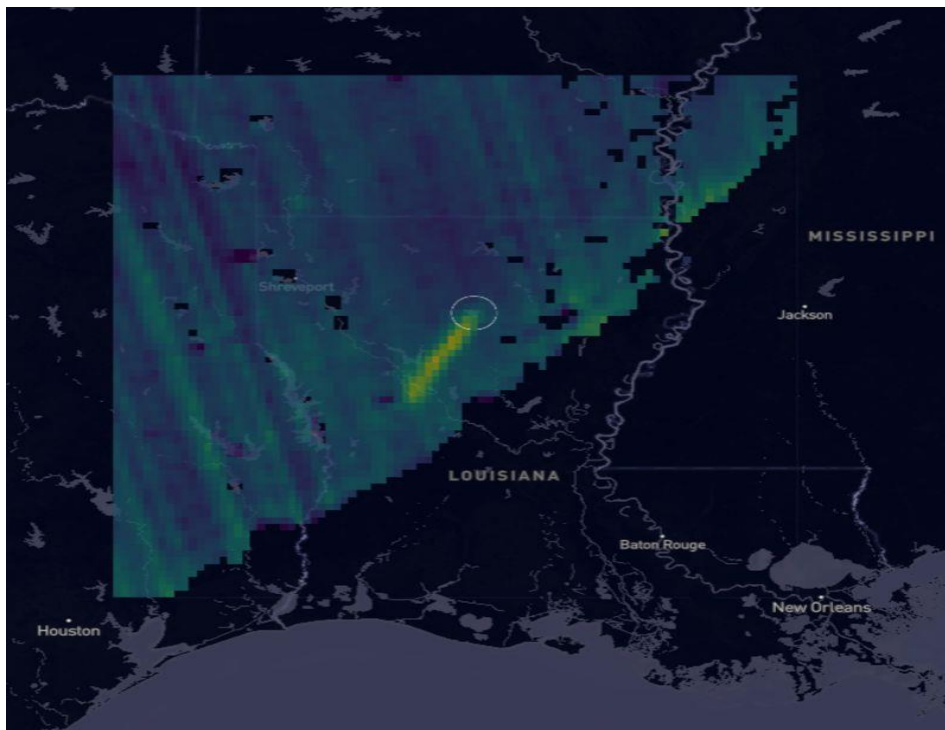 MISSISSIPPI
Shreveport
Jackson
LOUISIANA
Baton Rouge
New Orleans
Houston